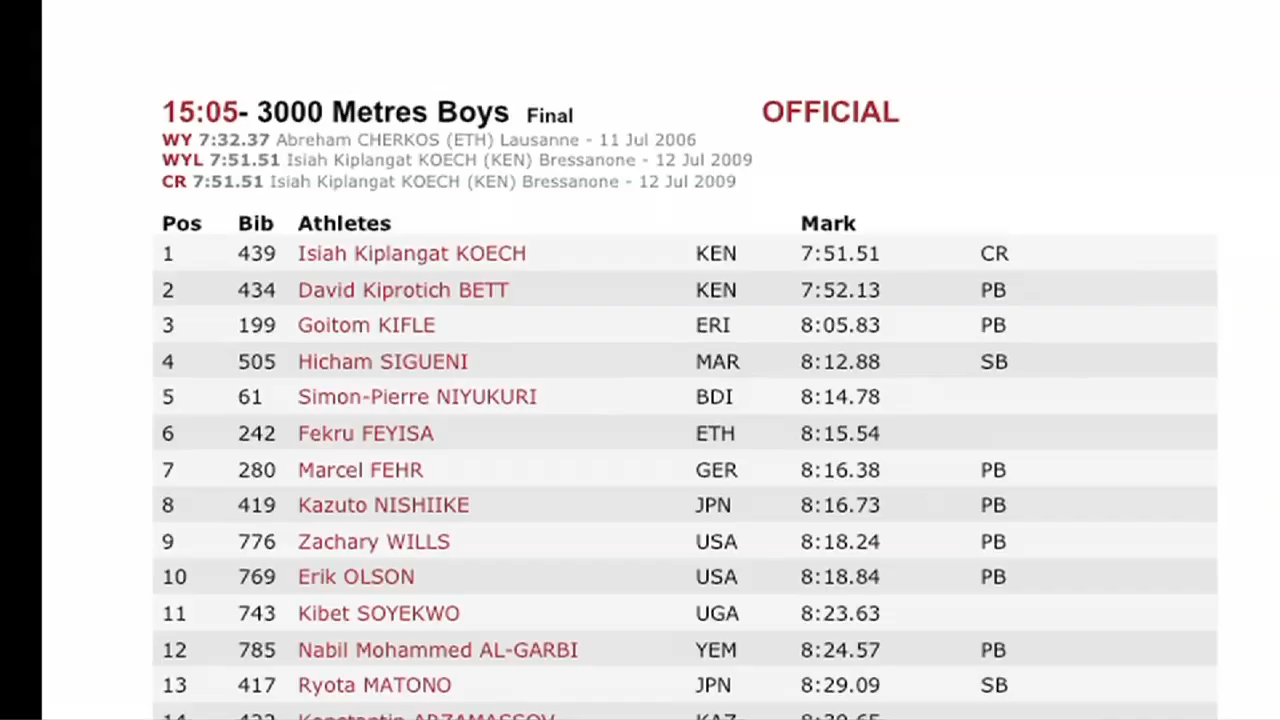 15:05- 3000 Metres Boys Final OFFICIAL
WY 7:32.37 Abreham CHERKOS (ETH) Lausanne - 11 Jul 2006
WYL 7:51.51 Isiah Kiplangat KOECH (KEN) Bressanone - 12 Jul 2009
CR 7:51.51 Isiah Kiplangat KOECH (KEN) Bressanone - 12 Jul 2009
Pos Bib Athletes Mark
1 439 Isiah Kiplangat KOECH KEN 7:51.51 CR
2 434 David Kiprotich BETT KEN 7:52.13 PB
3 199 Goitom KIFLE ERI 8:05.83 PB
4 505 Hicham SIGUENI MAR 8:12.88 SB
5 61 Simon-Pierre NIYUKURI BDI 8:14.78
6 242 Fekru FEYISA ETH 8:15.54
7 280 Marcel FEHR GER 8:16.38 PB
8 419 Kazuto NISHIIKE JPN 8:16.73 PB
9 776 Zachary WILLS USA 8:18.24 PB
10 769 Erik OLSON USA 8:18.84 PB
11 743 Kibet SOYEKWO UGA 8:23.63
12 785 Nabil Mohammed AL-GARBI YEM 8:24.57 PB
13 417 Ryota MATONO JPN 8:29.09 SB
14 Konstantin KAZ